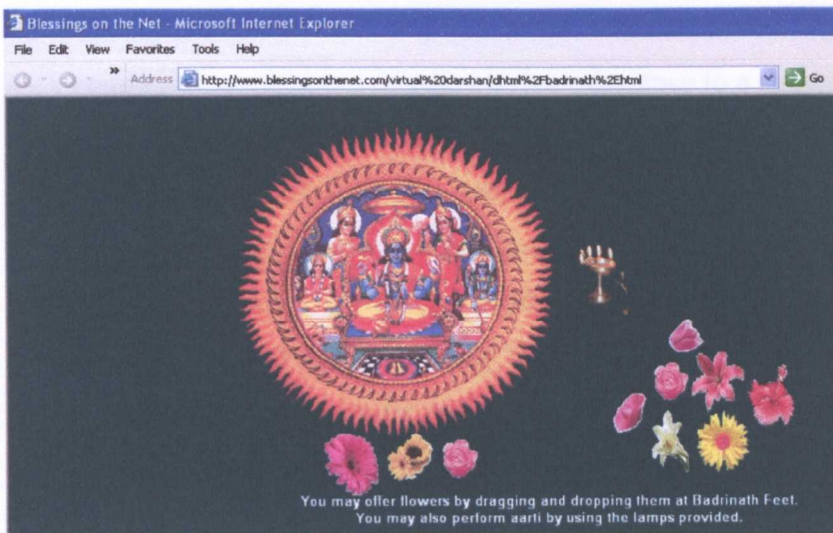 Blessings on the Net - Microsoft Internet Explorer
File Edit View Favorites Tools Help
» Address http://www.blessingsonthenet.com/virtual%20darshan/dhtml%2Fbadrinath%2Ehtml Go
You may offer flowers by dragging and dropping them at Badrinath Feet.
You may also perform aarti by using the lamps provided.